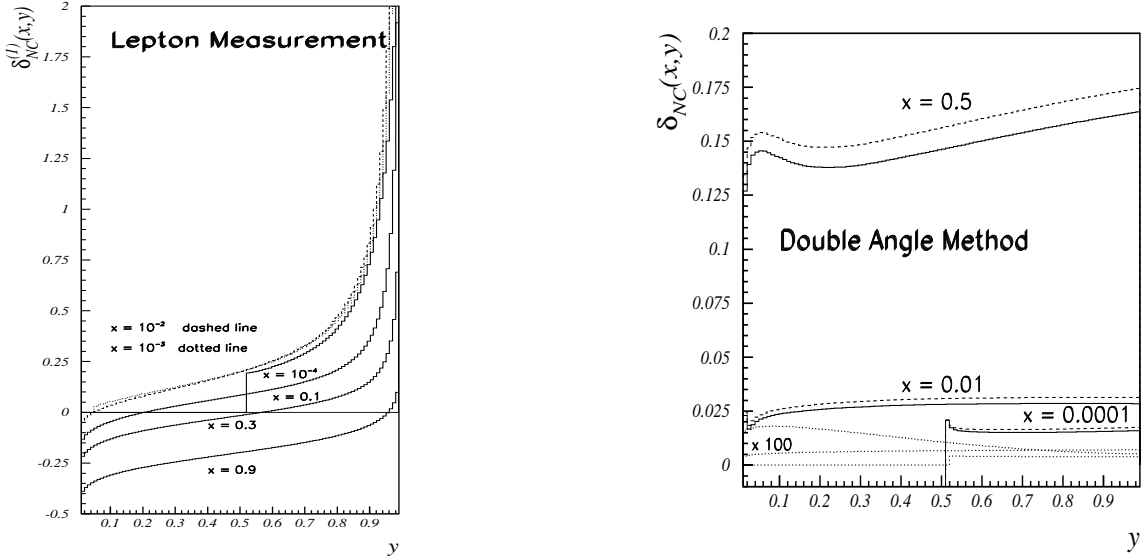 δ_NC^(1)(x,y)
2
1.75
1.5
1.25
1
0.75
0.5
0.25
0
-0.25
-0.5
Lepton Measurement
x = 10⁻² dashed line
x = 10⁻³ dotted line
x = 10⁻⁴
x = 0.1
x = 0.3
x = 0.9
0.1 0.2 0.3 0.4 0.5 0.6 0.7 0.8 0.9
y
δ_NC(x,y)
0.2
0.175
0.15
0.125
0.1
0.075
0.05
0.025
0
x = 0.5
Double Angle Method
x = 0.01
x = 0.0001
x 100
0.1 0.2 0.3 0.4 0.5 0.6 0.7 0.8 0.9
y